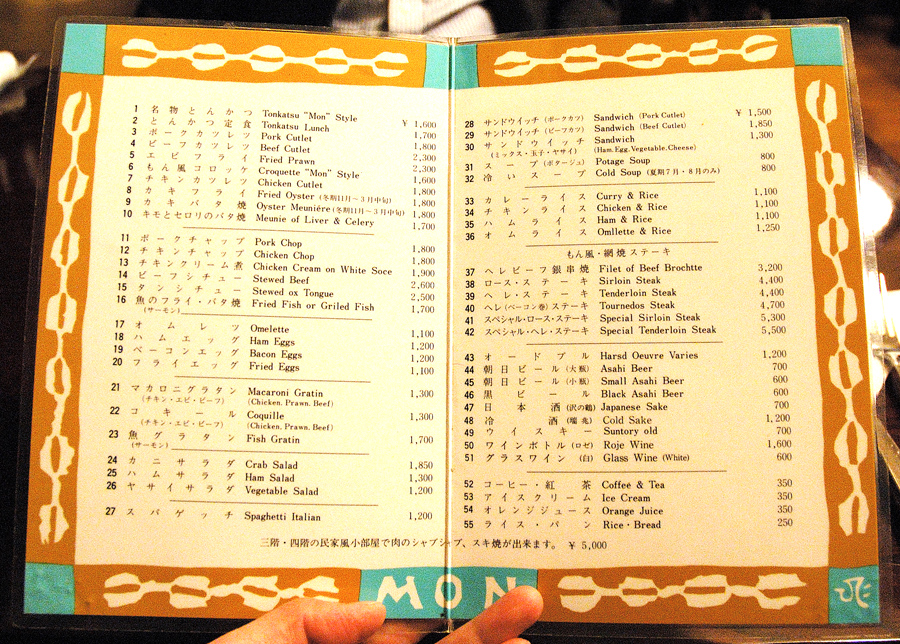 1 名物とんかつ Tonkatsu "Mon" Style ¥ 1,600
2 とんかつ定食 Tonkatsu Lunch 1,700
3 ポークカツレツ Pork Cutlet 1,800
4 ビーフカツレツ Beef Cutlet 2,300
5 エビフライ Fried Prawn 2,300
6 もん風コロッケ Croquette "Mon" Style 1,600
7 チキンカツレツ Chicken Cutlet 1,800
8 カキフライ Fried Oyster (冬期11月〜3月中旬) 1,800
9 カキバタ焼 Oyster Meuniére (冬期11月〜3月中旬) 1,800
10 キモとセロリのバタ焼 Meunie of Liver & Celery 1,700
11 ポークチャップ Pork Chop 1,800
12 チキンチャップ Chicken Chop 1,800
13 チキンクリーム煮 Chicken Cream on White Soce 1,900
14 ビーフシチュー Stewed Beef 2,600
15 タンシチュー Stewed ox Tongue 2,500
16 魚のフライ・バタ焼 Fried Fish or Griled Fish 1,700
(サーモン)
17 オムレツ Omelette 1,100
18 ハムエッグ Ham Eggs 1,200
19 ベーコンエッグ Bacon Eggs 1,200
20 フライエッグ Fried Eggs 1,100
21 マカロニグラタン Macaroni Gratin 1,300
(チキン・エビ・ビーフ) (Chicken, Prawn, Beef)
22 コキール Coquille 1,300
(チキン・エビ・ビーフ) (Chicken, Prawn, Beef)
23 魚グラタン Fish Gratin 1,700
(サーモン)
24 カニサラダ Crab Salad 1,850
25 ハムサラダ Ham Salad 1,300
26 ヤサイサラダ Vegetable Salad 1,200
27 スパゲッチ Spaghetti Italian 1,200
28 サンドウイッチ (ポークカツ) Sandwich (Pork Cutlet) ¥ 1,500
29 サンドウイッチ (ビーフカツ) Sandwich (Beef Cutlet) 1,850
30 サンドウイッチ Sandwich 1,300
(ミックス・玉子・ヤサイ) (Ham, Egg, Vegetable, Cheese)
31 スープ (ポタージュ) Potage Soup 800
32 冷いスープ Cold Soup (夏期7月・8月のみ) 800
33 カレーライス Curry & Rice 1,100
34 チキンライス Chicken & Rice 1,100
35 ハムライス Ham & Rice 1,100
36 オムライス Omllette & Rice 1,250
もん風・網焼ステーキ
37 ヘレビーフ銀串焼 Filet of Beef Brochtte 3,200
38 ロース・ステーキ Sirloin Steak 4,400
39 ヘレ・ステーキ Tenderloin Steak 4,400
40 ヘレ(ベーコン巻)ステーキ Tournedos Steak 4,700
41 スペシャル・ロース・ステーキ Special Sirloin Steak 5,300
42 スペシャル・ヘレ・ステーキ Special Tenderloin Steak 5,500
43 オードブル Harsd Oeuvre Varies 1,200
44 朝日ビール (大瓶) Asahi Beer 700
45 朝日ビール (小瓶) Small Asahi Beer 600
46 黒ビール Black Asahi Beer 600
47 日本酒 (沢の鶴) Japanese Sake 700
48 冷酒 (瑞兆) Cold Sake 1,200
49 ウイスキー Suntory old 700
50 ワインボトル (ロゼ) Roje Wine 1,600
51 グラスワイン (白) Glass Wine (White) 600
52 コーヒー・紅茶 Coffee & Tea 350
53 アイスクリーム Ice Cream 350
54 オレンジジュース Orange Juice 350
55 ライス・パン Rice・Bread 250
三階・四階の民家風小部屋で肉のシャブシャブ、スキ焼が出来ます。 ¥ 5,000
MON